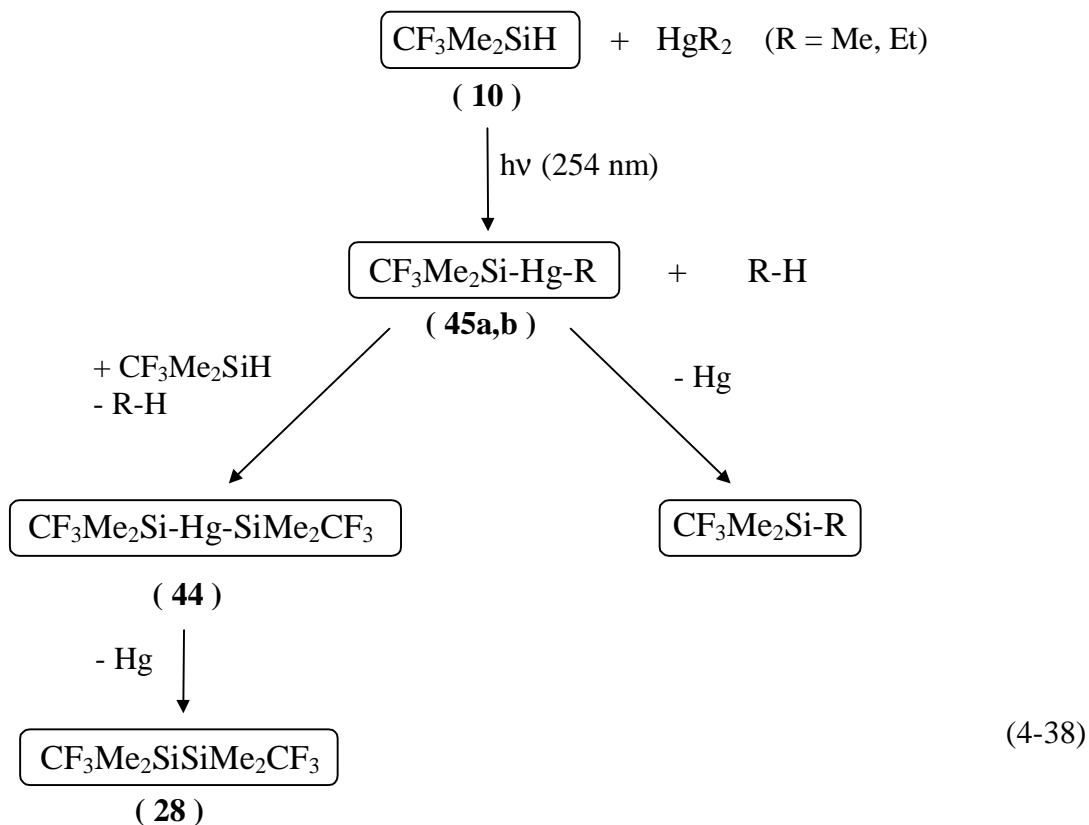 CF₃Me₂SiH + HgR₂ (R = Me, Et)
( 10 )
hν (254 nm)
CF₃Me₂Si-Hg-R + R-H
( 45a,b )
+ CF₃Me₂SiH
- R-H
- Hg
CF₃Me₂Si-Hg-SiMe₂CF₃
CF₃Me₂Si-R
( 44 )
- Hg
CF₃Me₂SiSiMe₂CF₃
(4-38)
( 28 )